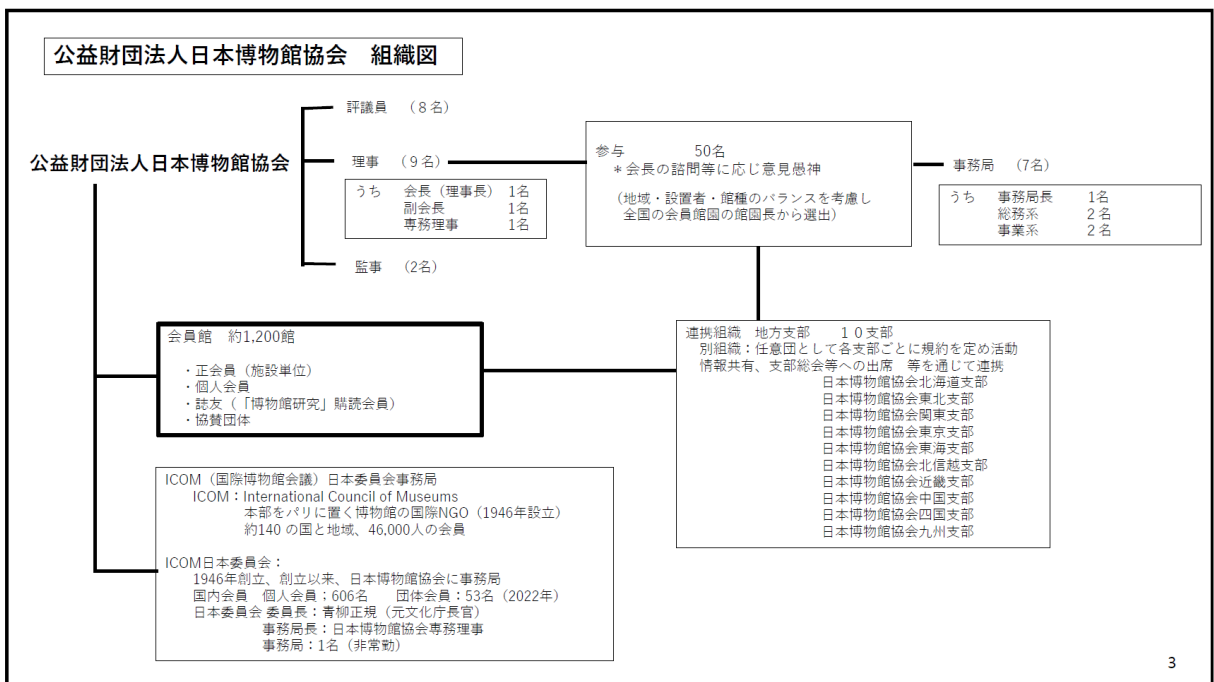 公益財団法人日本博物館協会　組織図
評議員　（８名）
公益財団法人日本博物館協会
理事　（９名）
うち　会長（理事長）　1名
副会長　1名
専務理事　1名
監事　（2名）
参与　50名
＊会長の諮問等に応じ意見愚神
（地域・設置者・館種のバランスを考慮し
全国の会員館園の館園長から選出）
事務局　（7名）
うち　事務局長　1名
総務系　２名
事業系　２名
会員館　約1,200館
・正会員（施設単位）
・個人会員
・誌友（「博物館研究」購読会員）
・協賛団体
連携組織　地方支部　１０支部
別組織：任意団として各支部ごとに規約を定め活動
情報共有、支部総会等への出席　等を通じて連携
日本博物館協会北海道支部
日本博物館協会東北支部
日本博物館協会関東支部
日本博物館協会東京支部
日本博物館協会東海支部
日本博物館協会北信越支部
日本博物館協会近畿支部
日本博物館協会中国支部
日本博物館協会四国支部
日本博物館協会九州支部
ICOM（国際博物館会議）日本委員会事務局
ICOM：International Council of Museums
本部をパリに置く博物館の国際NGO（1946年設立）
約140 の国と地域、46,000人の会員
ICOM日本委員会：
1946年創立、創立以来、日本博物館協会に事務局
国内会員　個人会員；606名　団体会員：53名（2022年）
日本委員会 委員長：青柳正規（元文化庁長官）
事務局長：日本博物館協会専務理事
事務局：1名（非常勤）
3